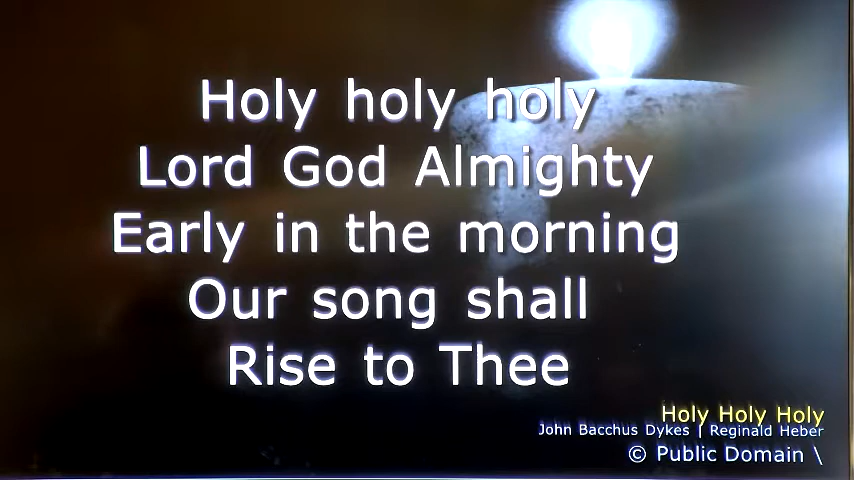 Holy holy holy
Lord God Almighty
Early in the morning
Our song shall
Rise to Thee
Holy Holy Holy
John Bacchus Dykes | Reginald Heber
© Public Domain \